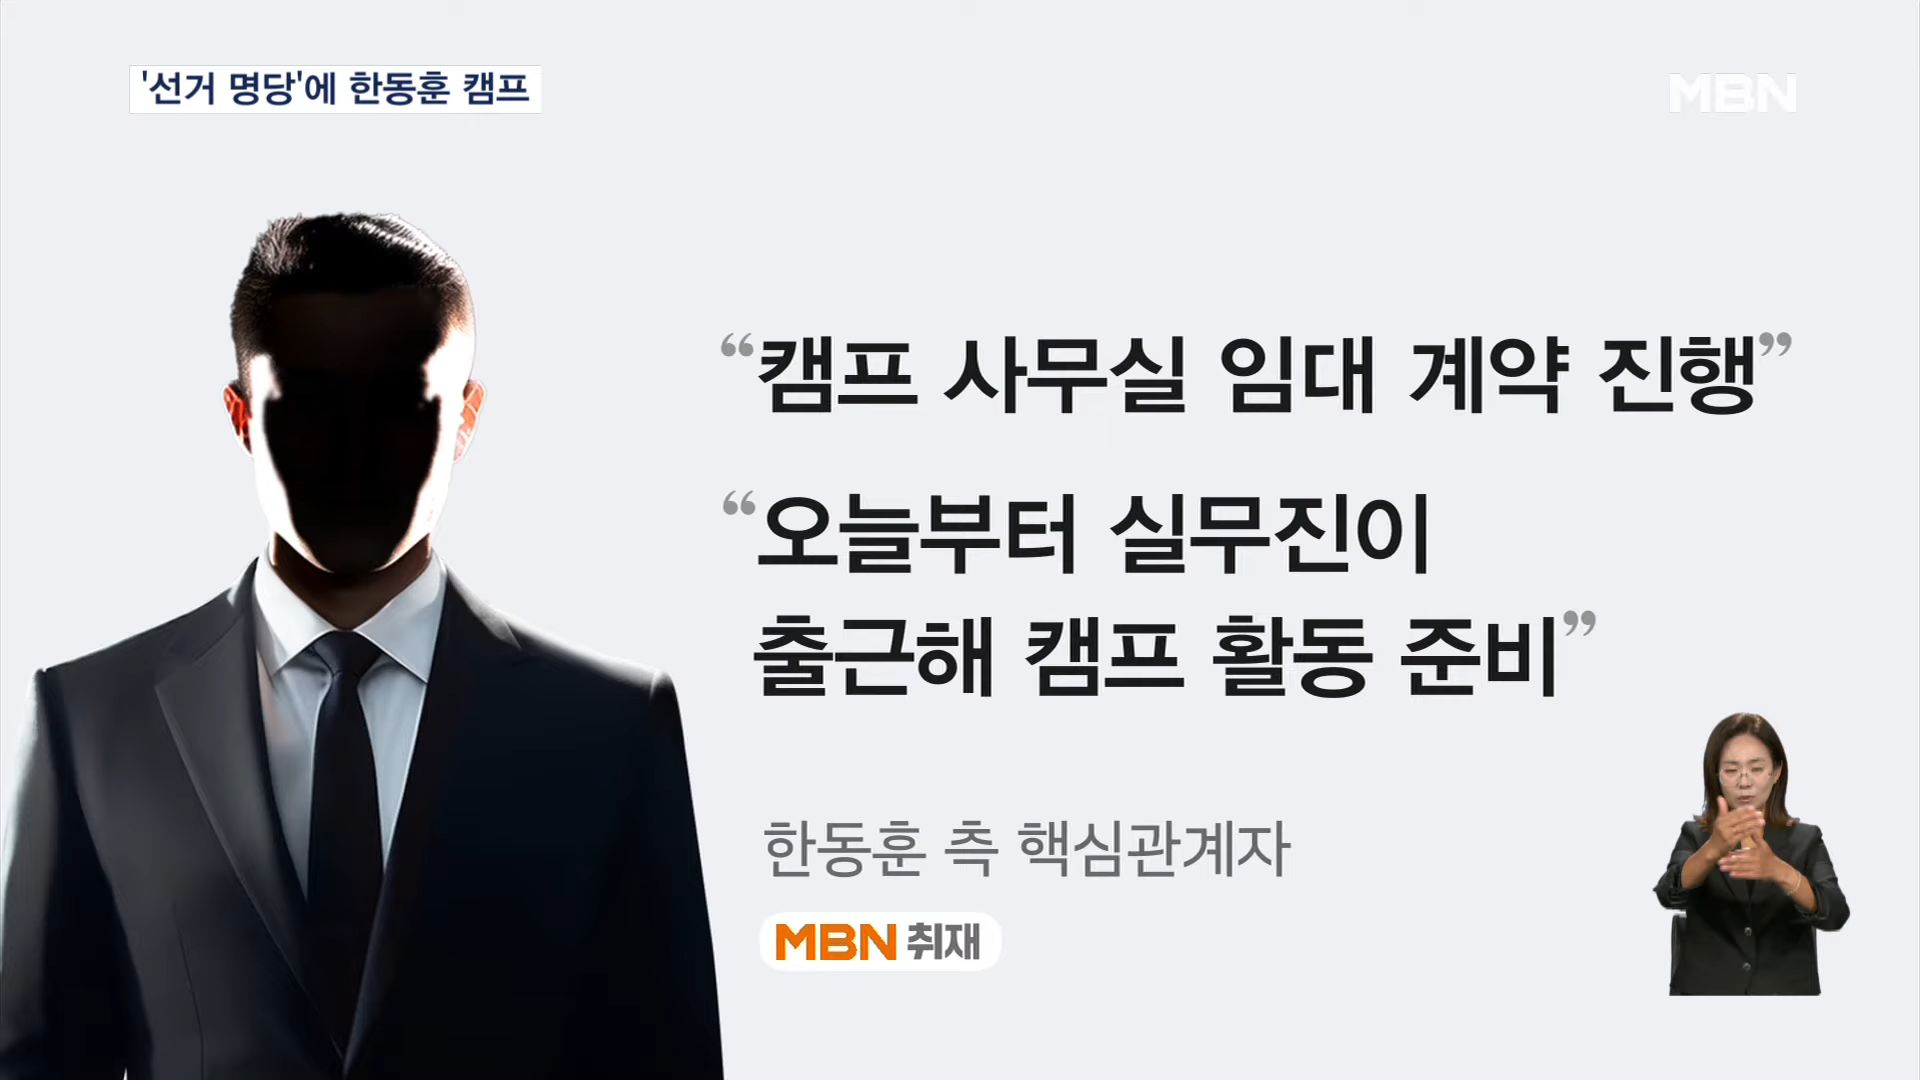 '선거 명당'에 한동훈 캠프
MBN
“캠프 사무실 임대 계약 진행”
“오늘부터 실무진이
출근해 캠프 활동 준비”
한동훈 측 핵심관계자
MBN 취재